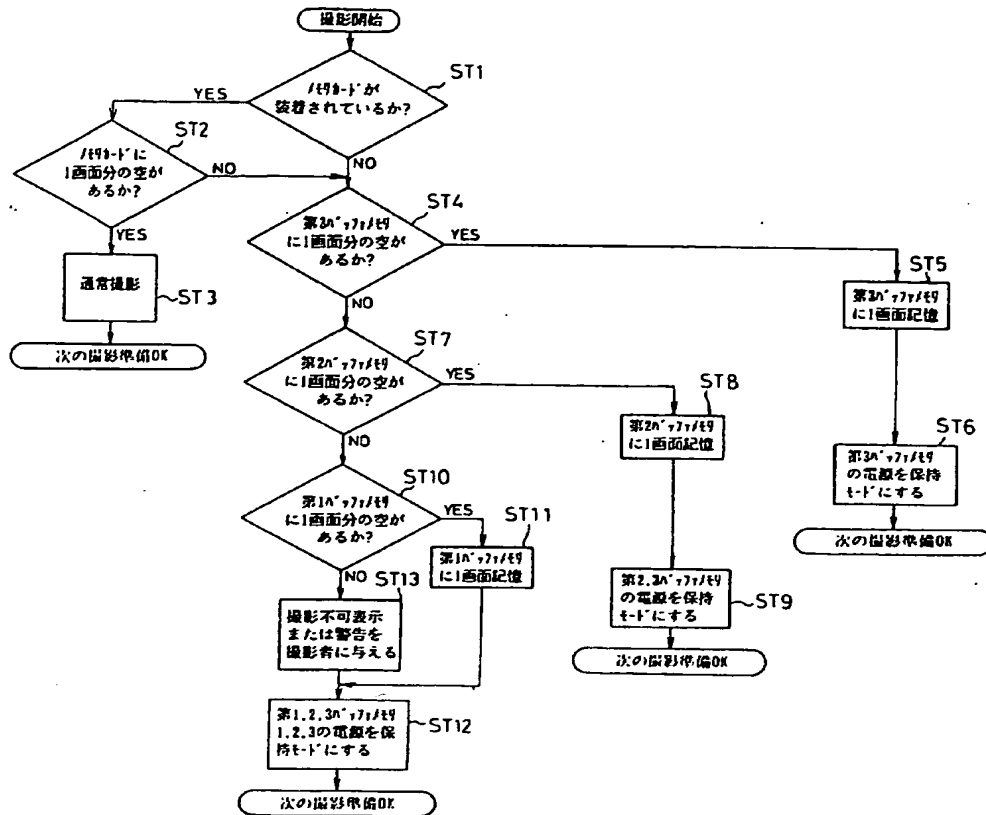 撮影開始
ST1
ﾒﾓﾘｶｰﾄﾞが
装着されているか?
YES
NO
ST2
ﾒﾓﾘｶｰﾄﾞに
1画面分の空が
あるか?
NO
YES
通常撮影
ST3
次の撮影準備OK
ST4
第3ﾊﾞｯﾌｧﾒﾓﾘ
に1画面分の空が
あるか?
YES
NO
ST5
第3ﾊﾞｯﾌｧﾒﾓﾘ
に1画面記憶
ST6
第3ﾊﾞｯﾌｧﾒﾓﾘ
の電源を保持
ﾓｰﾄﾞにする
次の撮影準備OK
ST7
第2ﾊﾞｯﾌｧﾒﾓﾘ
に1画面分の空が
あるか?
YES
NO
ST8
第2ﾊﾞｯﾌｧﾒﾓﾘ
に1画面記憶
第2.3ﾊﾞｯﾌｧﾒﾓﾘ
の電源を保持
ﾓｰﾄﾞにする
ST9
次の撮影準備OK
ST10
第1ﾊﾞｯﾌｧﾒﾓﾘ
に1画面分の空が
あるか?
YES
NO
ST11
第1ﾊﾞｯﾌｧﾒﾓﾘ
に1画面記憶
ST13
撮影不可表示
または警告を
撮影者に与える
第1.2.3ﾊﾞｯﾌｧﾒﾓﾘ
1.2.3の電源を保
持ﾓｰﾄﾞにする
ST12
次の撮影準備OK